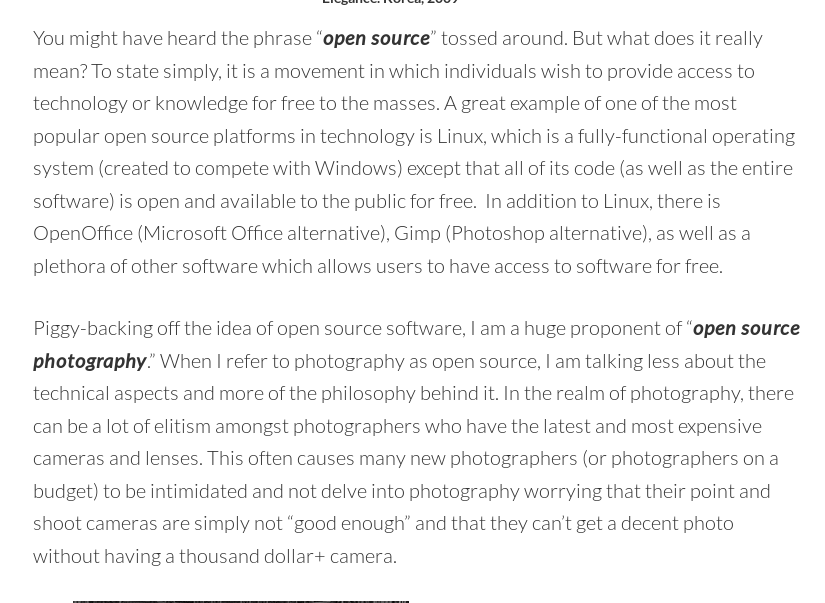 Elegance. Korea, 2009
You might have heard the phrase “open source” tossed around. But what does it really
mean? To state simply, it is a movement in which individuals wish to provide access to
technology or knowledge for free to the masses. A great example of one of the most
popular open source platforms in technology is Linux, which is a fully-functional operating
system (created to compete with Windows) except that all of its code (as well as the entire
software) is open and available to the public for free.  In addition to Linux, there is
OpenOffice (Microsoft Office alternative), Gimp (Photoshop alternative), as well as a
plethora of other software which allows users to have access to software for free.
Piggy-backing off the idea of open source software, I am a huge proponent of “open source
photography.” When I refer to photography as open source, I am talking less about the
technical aspects and more of the philosophy behind it. In the realm of photography, there
can be a lot of elitism amongst photographers who have the latest and most expensive
cameras and lenses. This often causes many new photographers (or photographers on a
budget) to be intimidated and not delve into photography worrying that their point and
shoot cameras are simply not “good enough” and that they can’t get a decent photo
without having a thousand dollar+ camera.